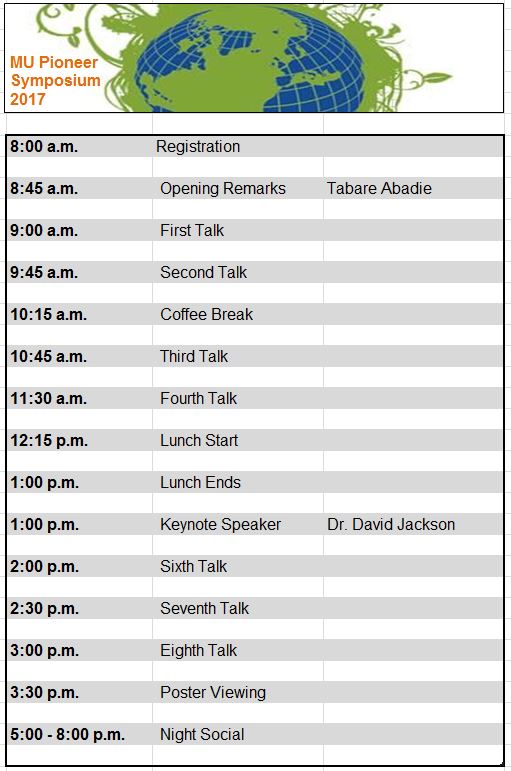 MU Pioneer
Symposium
2017
8:00 a.m. Registration
8:45 a.m. Opening Remarks Tabare Abadie
9:00 a.m. First Talk
9:45 a.m. Second Talk
10:15 a.m. Coffee Break
10:45 a.m. Third Talk
11:30 a.m. Fourth Talk
12:15 p.m. Lunch Start
1:00 p.m. Lunch Ends
1:00 p.m. Keynote Speaker Dr. David Jackson
2:00 p.m. Sixth Talk
2:30 p.m. Seventh Talk
3:00 p.m. Eighth Talk
3:30 p.m. Poster Viewing
5:00 - 8:00 p.m. Night Social